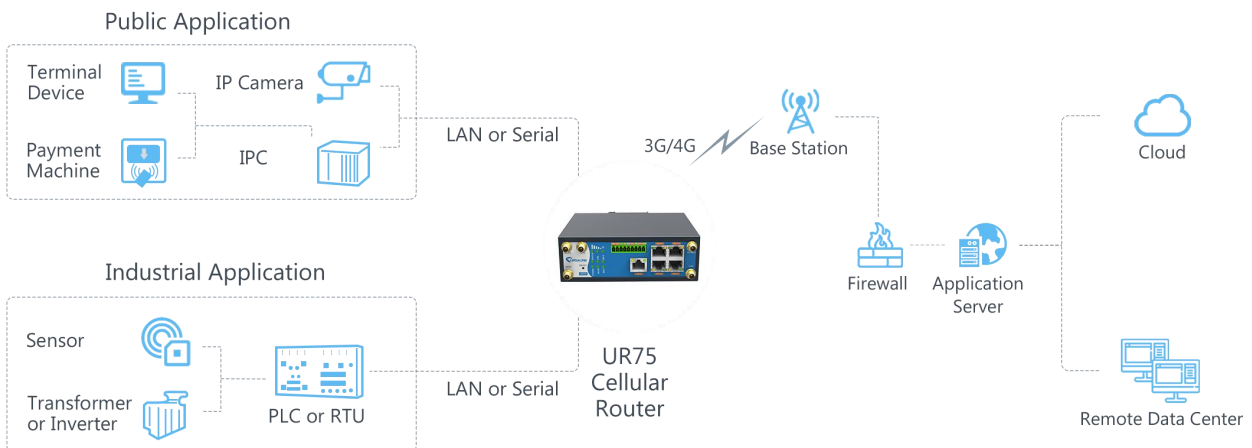 Public Application
Terminal
Device
IP Camera
Payment
Machine
IPC
LAN or Serial
3G/4G
Base Station
Cloud
Industrial Application
Firewall
Application
Server
Sensor
Transformer
or Inverter
PLC or RTU
LAN or Serial
UR75
Cellular
Router
Remote Data Center